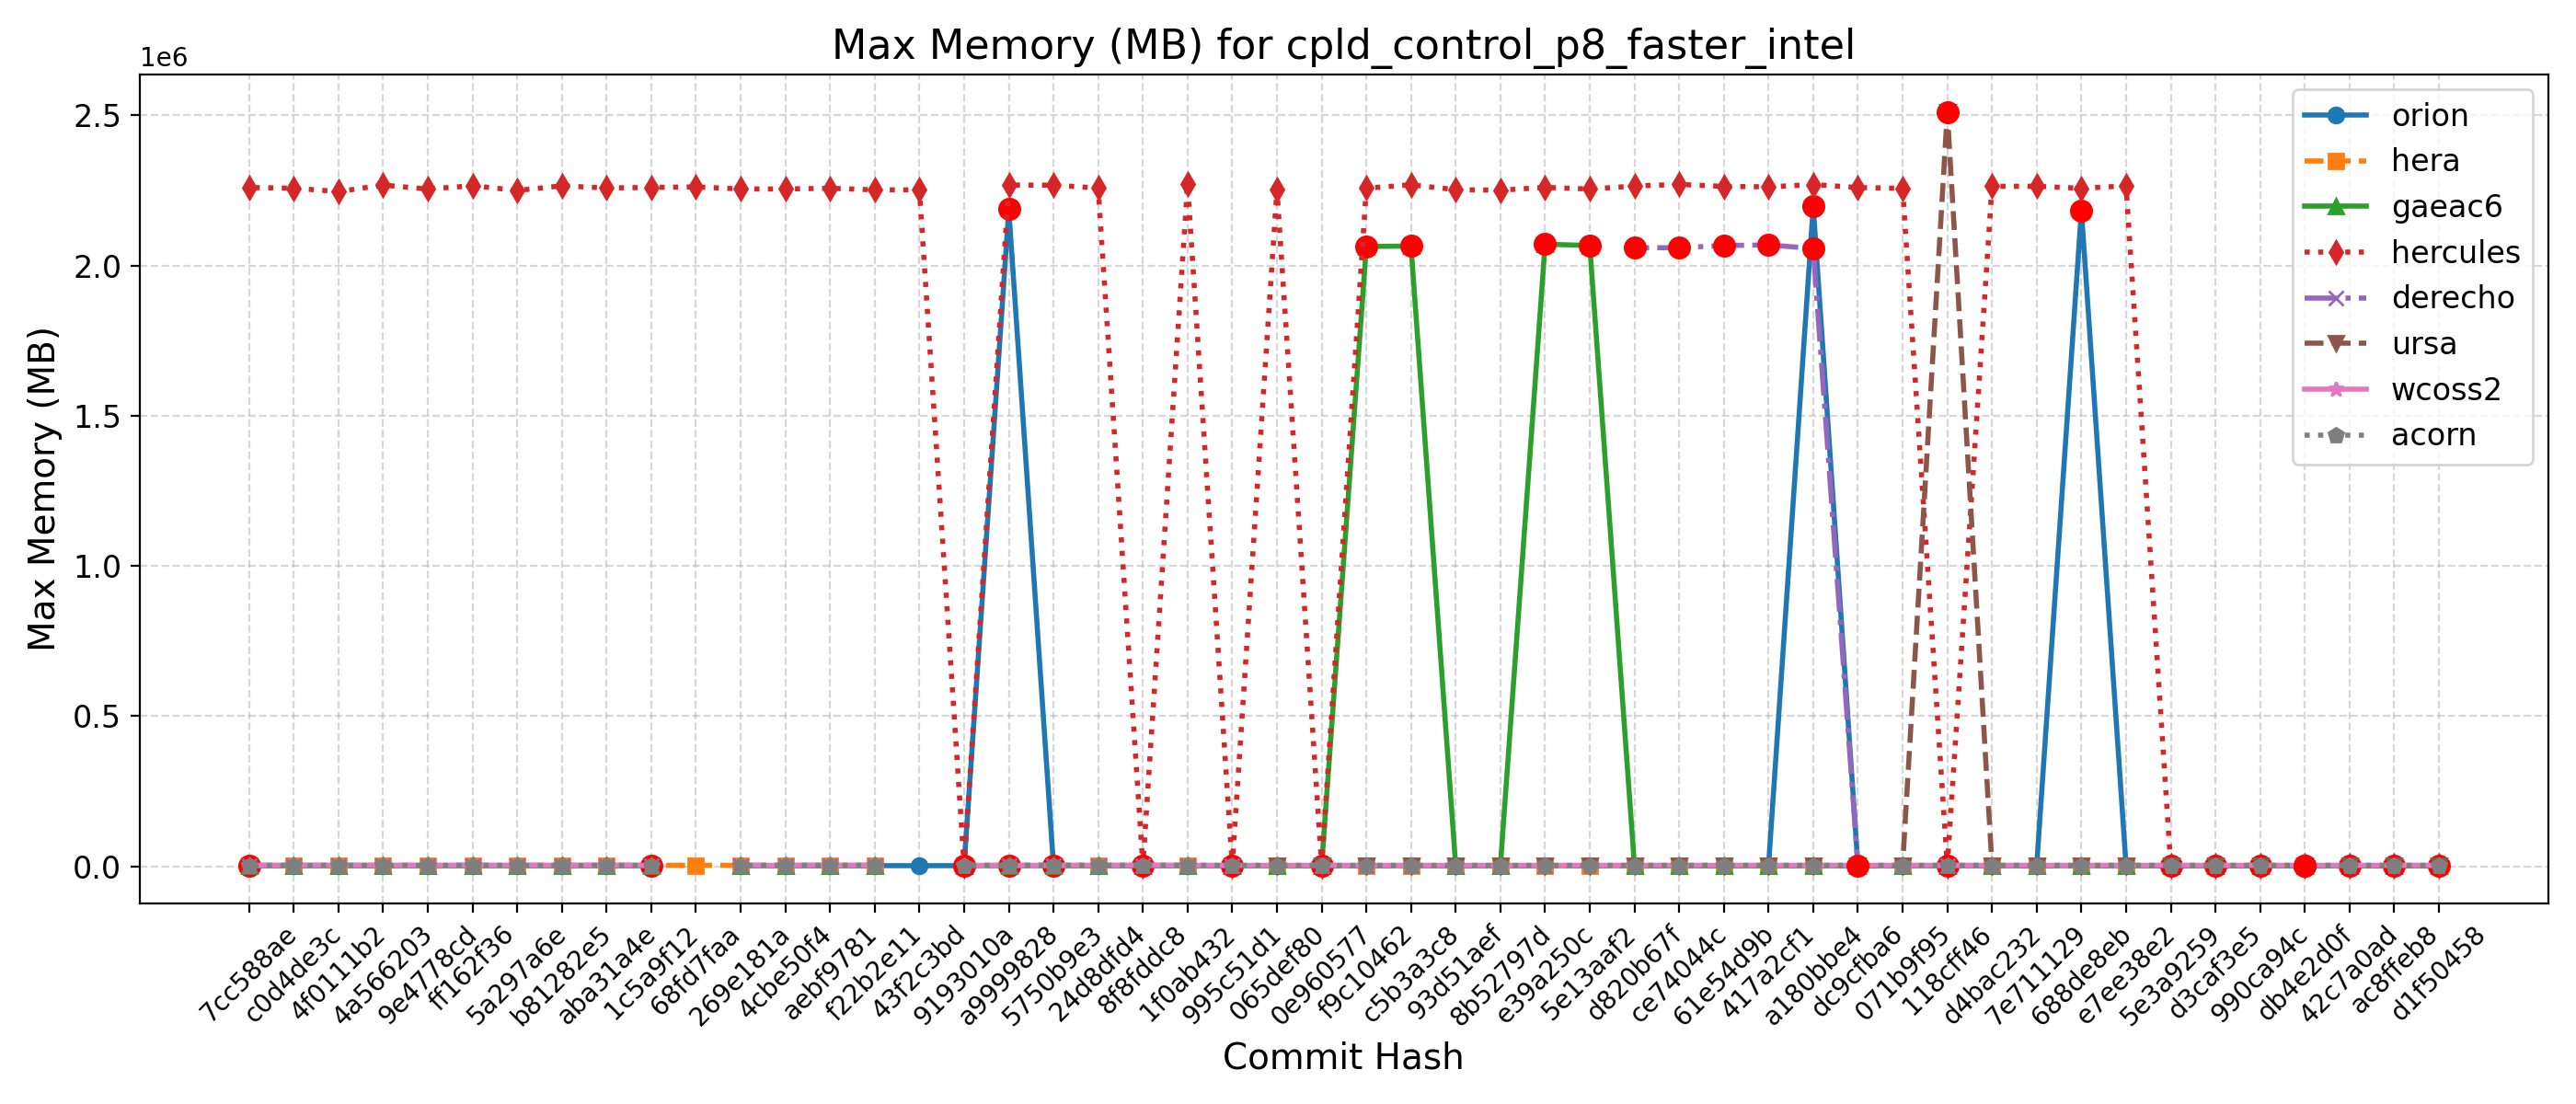 Max Memory (MB) for cpld_control_p8_faster_intel
1e6
2.5
2.0
1.5
1.0
0.5
0.0
Max Memory (MB)
orion
hera
gaeac6
hercules
derecho
ursa
wcoss2
acorn
7cc588ae
c0d4de3c
4f0111b2
4a566203
9e4778cd
ff162f36
5a297a6e
b81282e5
aba31a4e
1c5a9f12
68fd7faa
269e181a
4cbe50f4
aebf9781
f22b2e11
43f2c3bd
9193010a
a9999828
5750b9e3
24d8dfd4
8f8fddc8
1f0ab432
995c51d1
065def80
0e960577
f9c10462
c5b3a3c8
93d51aef
8b52797d
e39a250c
5e13aaf2
d820b67f
ce74044c
61e54d9b
417a2cf1
a180bbe4
dc9cfba6
071b9f95
118cff46
d4bac232
7e711129
688de8eb
e7ee38e2
5e3a9259
d3caf3e5
990ca94c
db4e2d0f
42c7a0ad
ac8ffeb8
d1f50458
Commit Hash